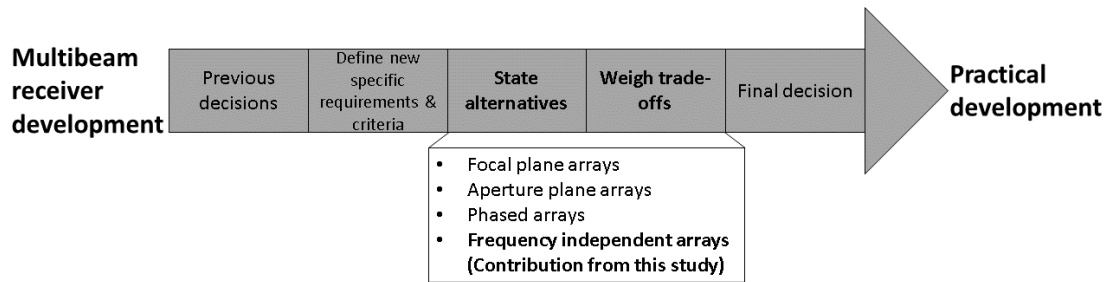 Multibeam
receiver
development
Previous
decisions
Define new
specific
requirements &
criteria
State
alternatives
Weigh trade-
offs
Final decision
Practical
development
• Focal plane arrays
• Aperture plane arrays
• Phased arrays
• Frequency independent arrays
(Contribution from this study)